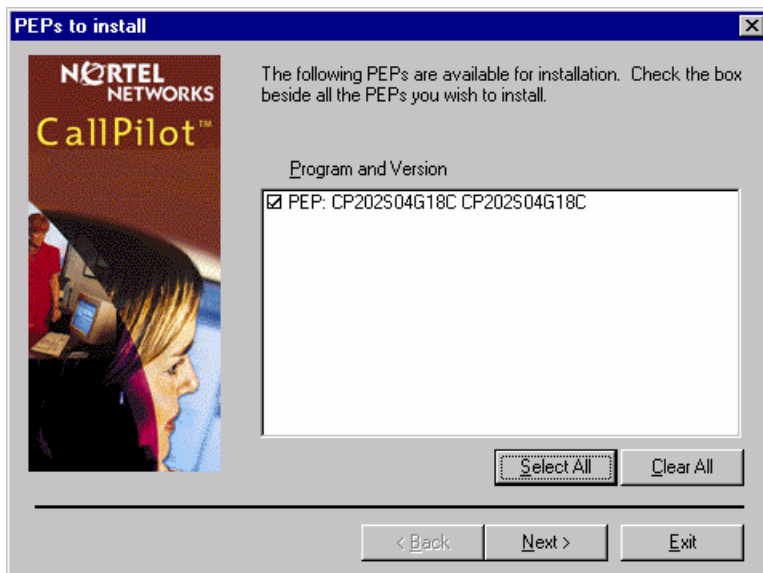 PEPs to install
NØRTEL
NETWORKS
CallPilot™
The following PEPs are available for installation. Check the box
beside all the PEPs you wish to install.
Program and Version
PEP: CP202S04G18C CP202S04G18C
Select All
Clear All
< Back
Next >
Exit